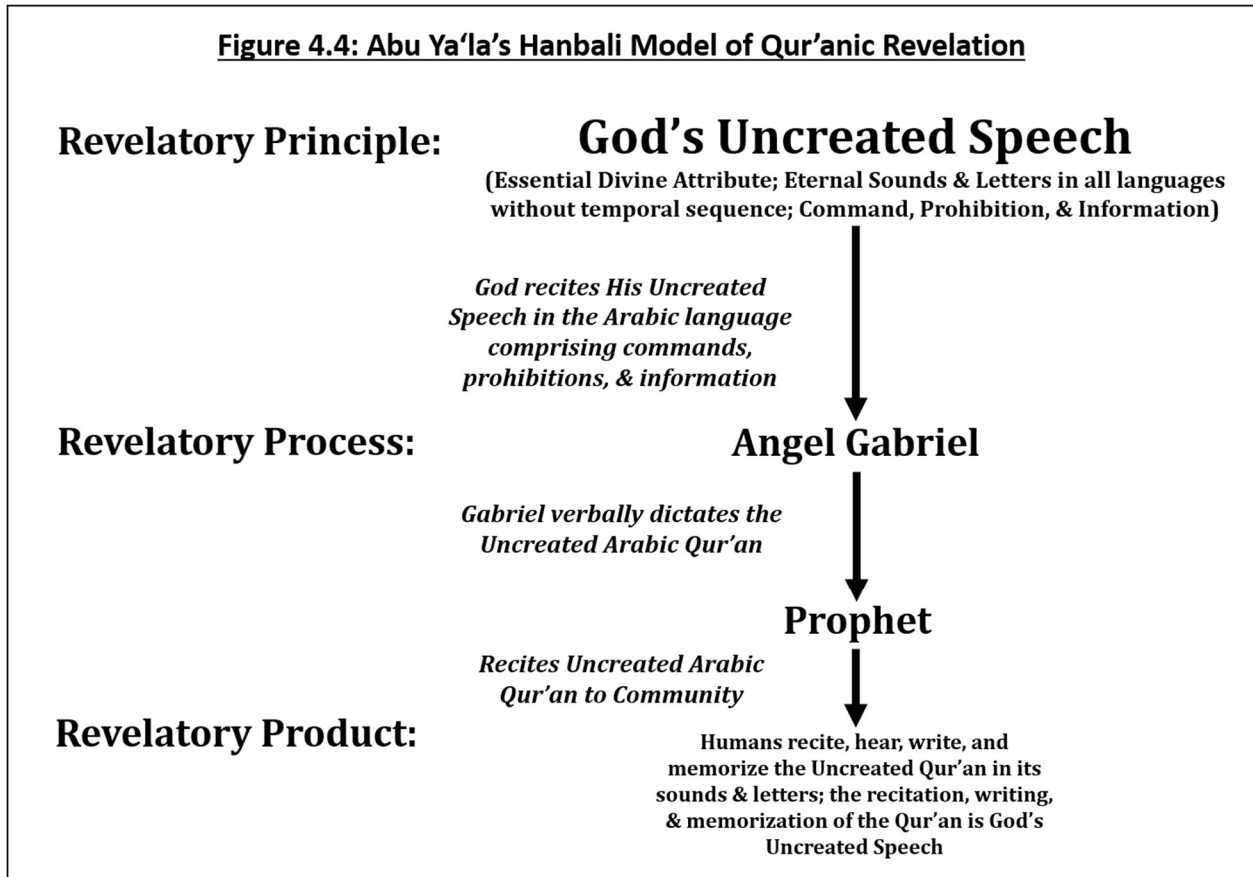 Figure 4.4: Abu Ya‘la’s Hanbali Model of Qur’anic Revelation
Revelatory Principle:
God’s Uncreated Speech
(Essential Divine Attribute; Eternal Sounds & Letters in all languages
without temporal sequence; Command, Prohibition, & Information)
God recites His Uncreated
Speech in the Arabic language
comprising commands,
prohibitions, & information
Revelatory Process:
Angel Gabriel
Gabriel verbally dictates the
Uncreated Arabic Qur’an
Prophet
Recites Uncreated Arabic
Qur’an to Community
Revelatory Product:
Humans recite, hear, write, and
memorize the Uncreated Qur’an in its
sounds & letters; the recitation, writing,
& memorization of the Qur’an is God’s
Uncreated Speech